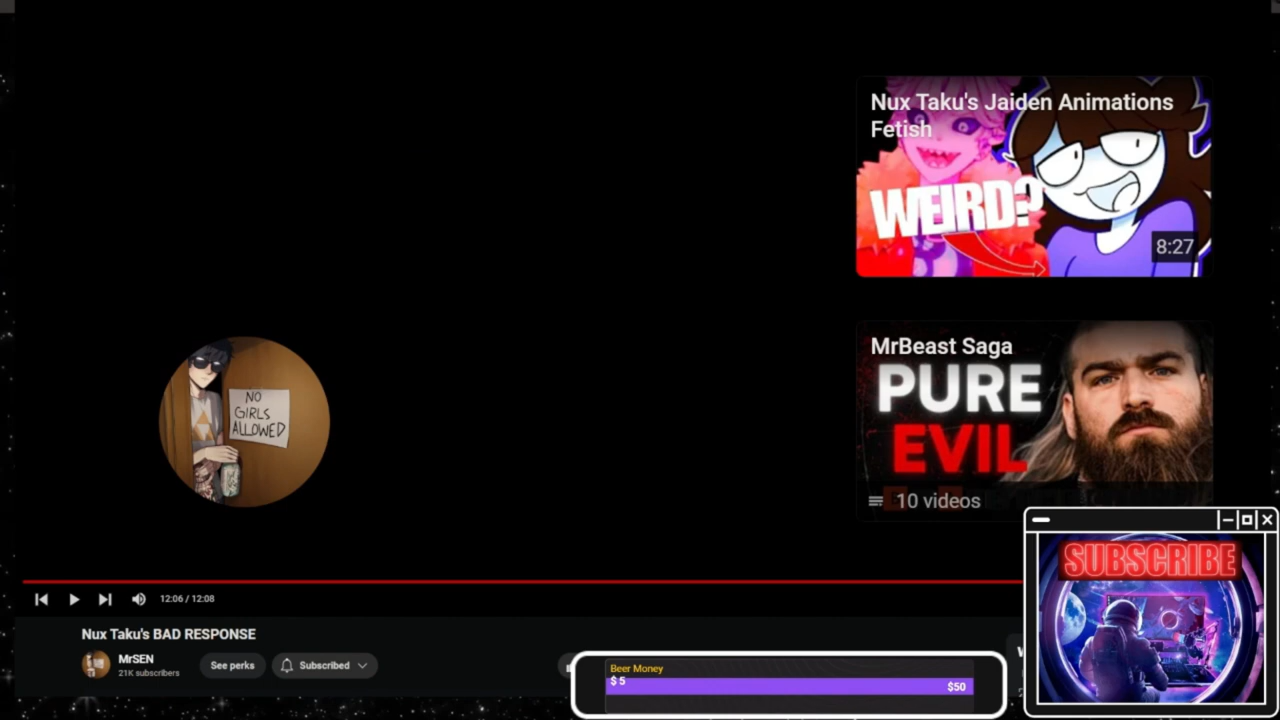 Nux Taku's Jaiden Animations
Fetish
WEIRD?
8:27
MrBeast Saga
PURE
EVIL
10 videos
NO
GIRLS
ALLOWED
SUBSCRIBE
12:06 / 12:08
Nux Taku's BAD RESPONSE
MrSEN
21K subscribers
See perks
Subscribed
Beer Money
$ 5
$50